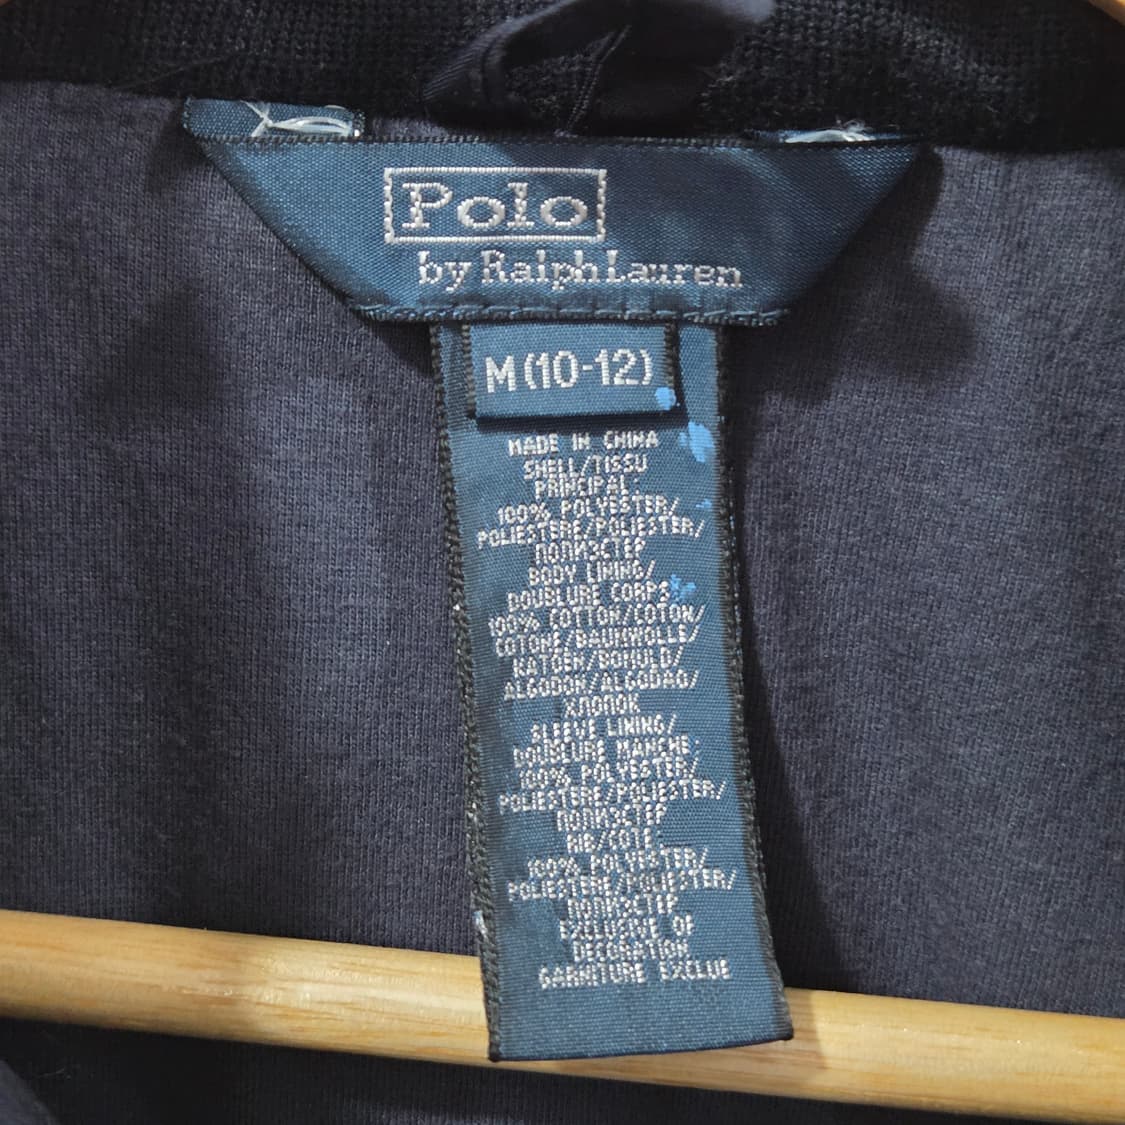 Polo
by Ralph Lauren
M (10-12)
MADE IN CHINA
SHELL/TISSU
PRINCIPAL:
100% POLYESTER/
POLIESTERE/POLIESTER/
ПОЛИЭСТЕР
BODY LINING/
DOUBLURE CORPS:
100% COTTON/COTON/
COTONE/BAUMWOLLE/
KATOEN/BOMULD/
ALGODON/ALGODAO/
ХЛОПОК
SLEEVE LINING/
DOUBLURE MANCHE:
100% POLYESTER/
POLIESTERE/POLIESTER/
ПОЛИЭСТЕР
RIB/COTE:
100% POLYESTER/
POLIESTERE/POLIESTER/
ПОЛИЭСТЕР
EXCLUSIVE OF
DECORATION
GARNITURE EXCLUE